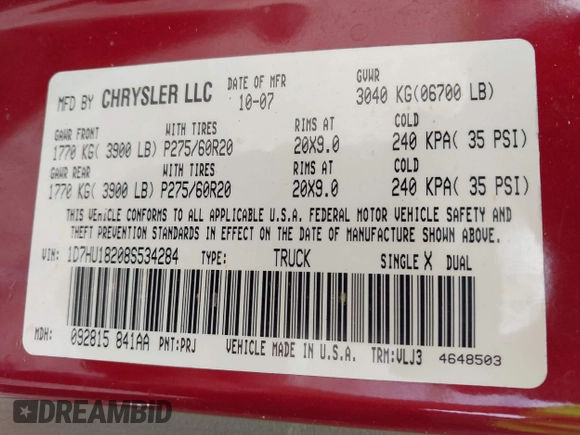 MFD BY CHRYSLER LLC DATE OF MFR 10-07 GVWR 3040 KG(06700 LB)
GAWR FRONT WITH TIRES RIMS AT COLD
1770 KG( 3900 LB) P275/60R20 20X9.0 240 KPA( 35 PSI)
GAWR REAR WITH TIRES RIMS AT COLD
1770 KG( 3900 LB) P275/60R20 20X9.0 240 KPA( 35 PSI)
THIS VEHICLE CONFORMS TO ALL APPLICABLE U.S.A. FEDERAL MOTOR VEHICLE SAFETY AND
THEFT PREVENTION STANDARDS IN EFFECT ON THE DATE OF MANUFACTURE SHOWN ABOVE.
VIN: 1D7HU18208S534284 TYPE: TRUCK SINGLE X DUAL
MDH: 092815 841AA PNT:PRJ VEHICLE MADE IN U.S.A. TRM:VLJ3 4648503
DREAMBID